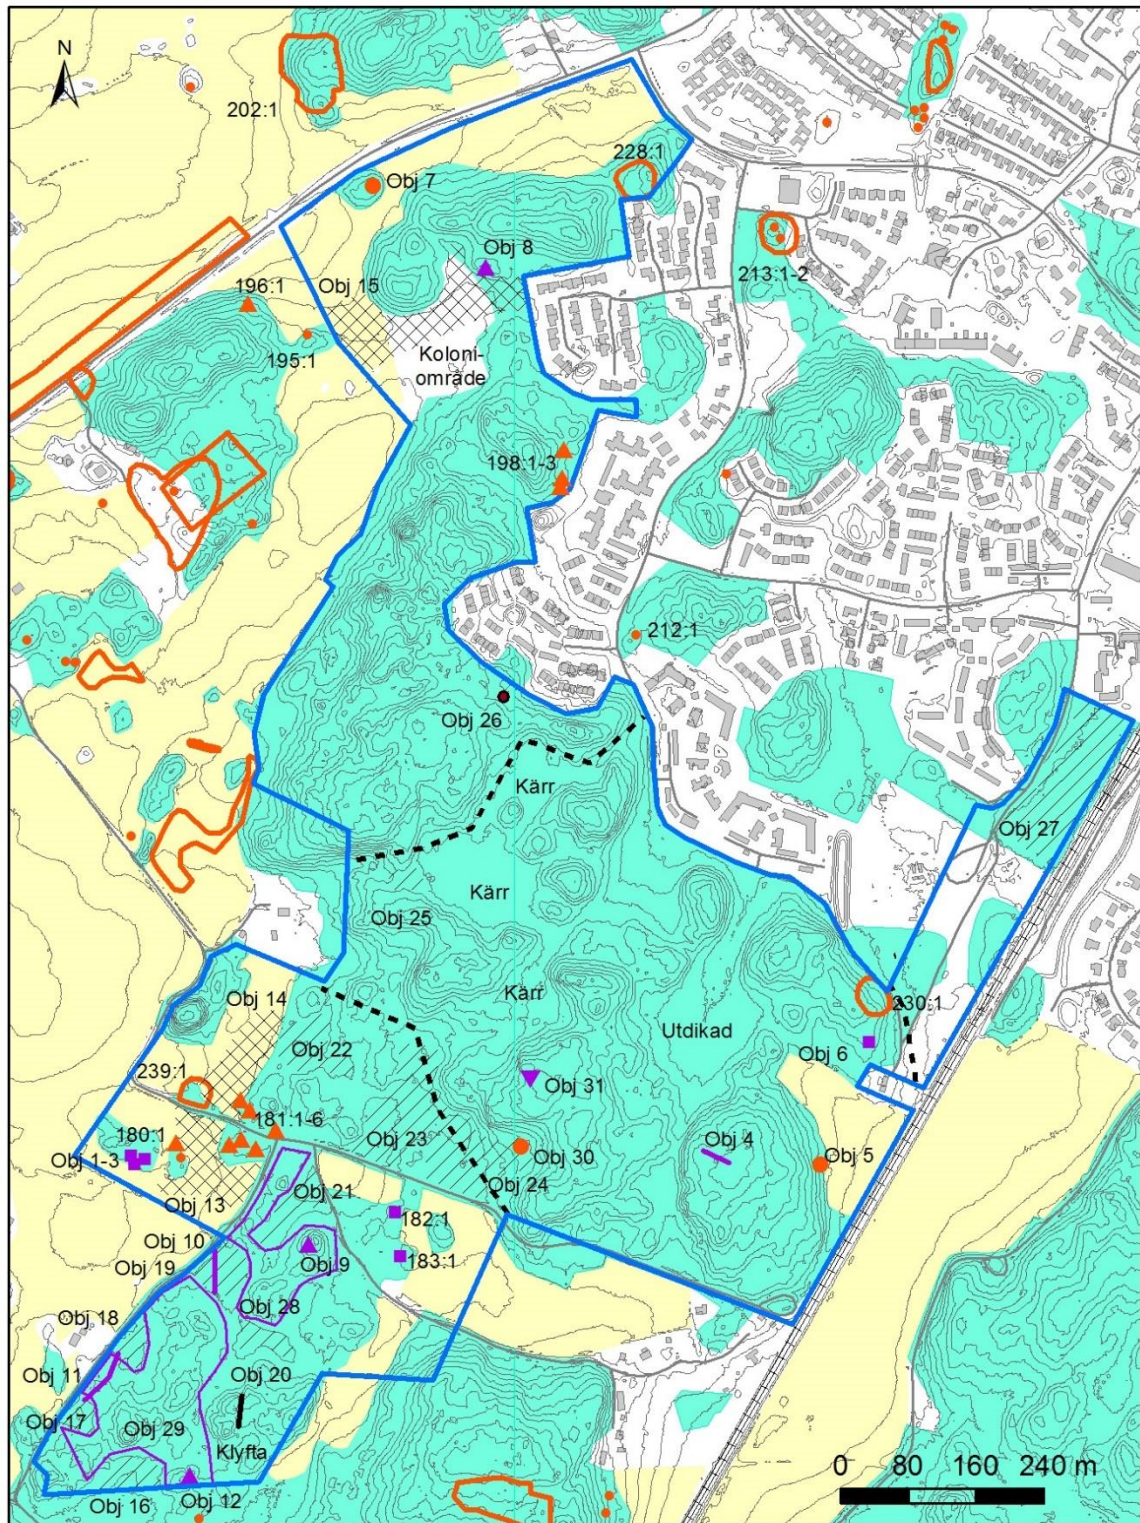 N
202:1
228:1
Obj 7
Obj 8
213:1-2
196:1
Obj 15
195:1
Koloni-
område
198:1-3
212:1
Obj 26
Kärr
Obj 27
Kärr
Obj 25
Obj 14
Kärr
230:1
Utdikad
Obj 22
Obj 6
239:1
Obj 31
181:1-6
180:1
Obj 23
Obj 4
Obj 1-3
Obj 30
Obj 5
Obj 24
Obj 21
Obj 13
182:1
Obj 10
183:1
Obj 9
Obj 19
Obj 28
Obj 18
Obj 11
Obj 20
Obj 17
Obj 29
Klyfta
0 80 160 240 m
Obj 16
Obj 12